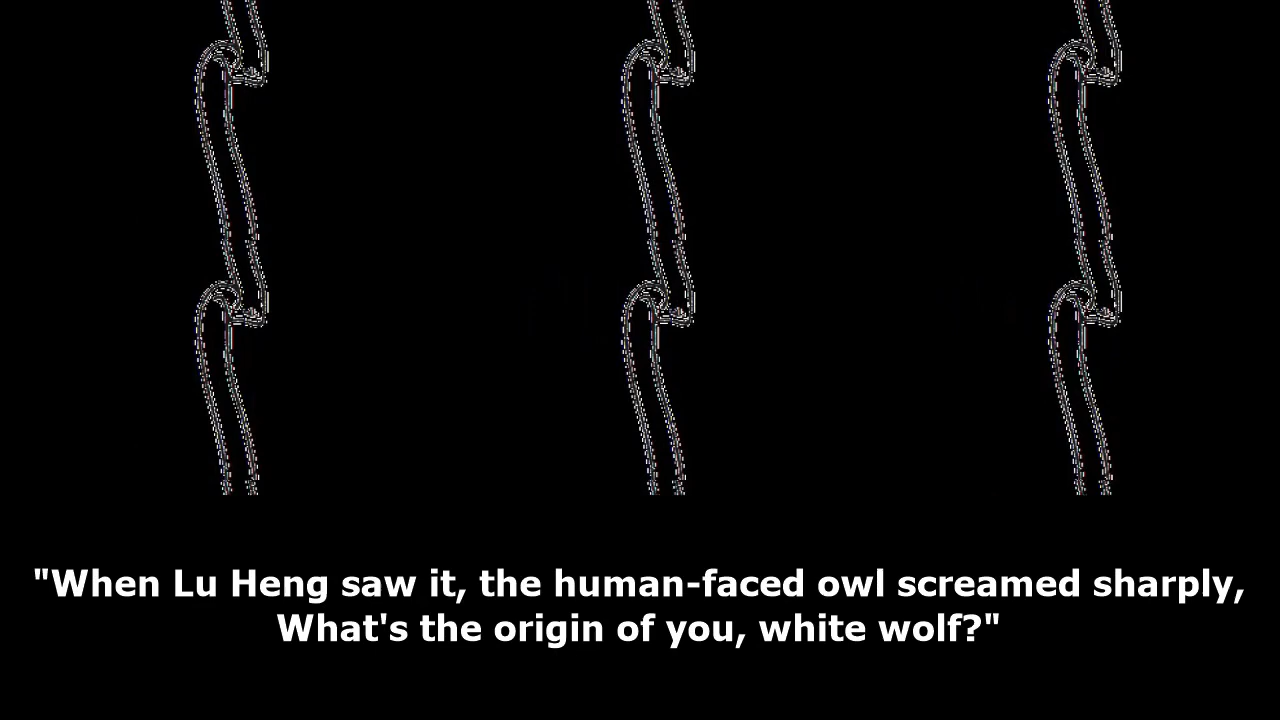 "When Lu Heng saw it, the human-faced owl screamed sharply,
What's the origin of you, white wolf?"